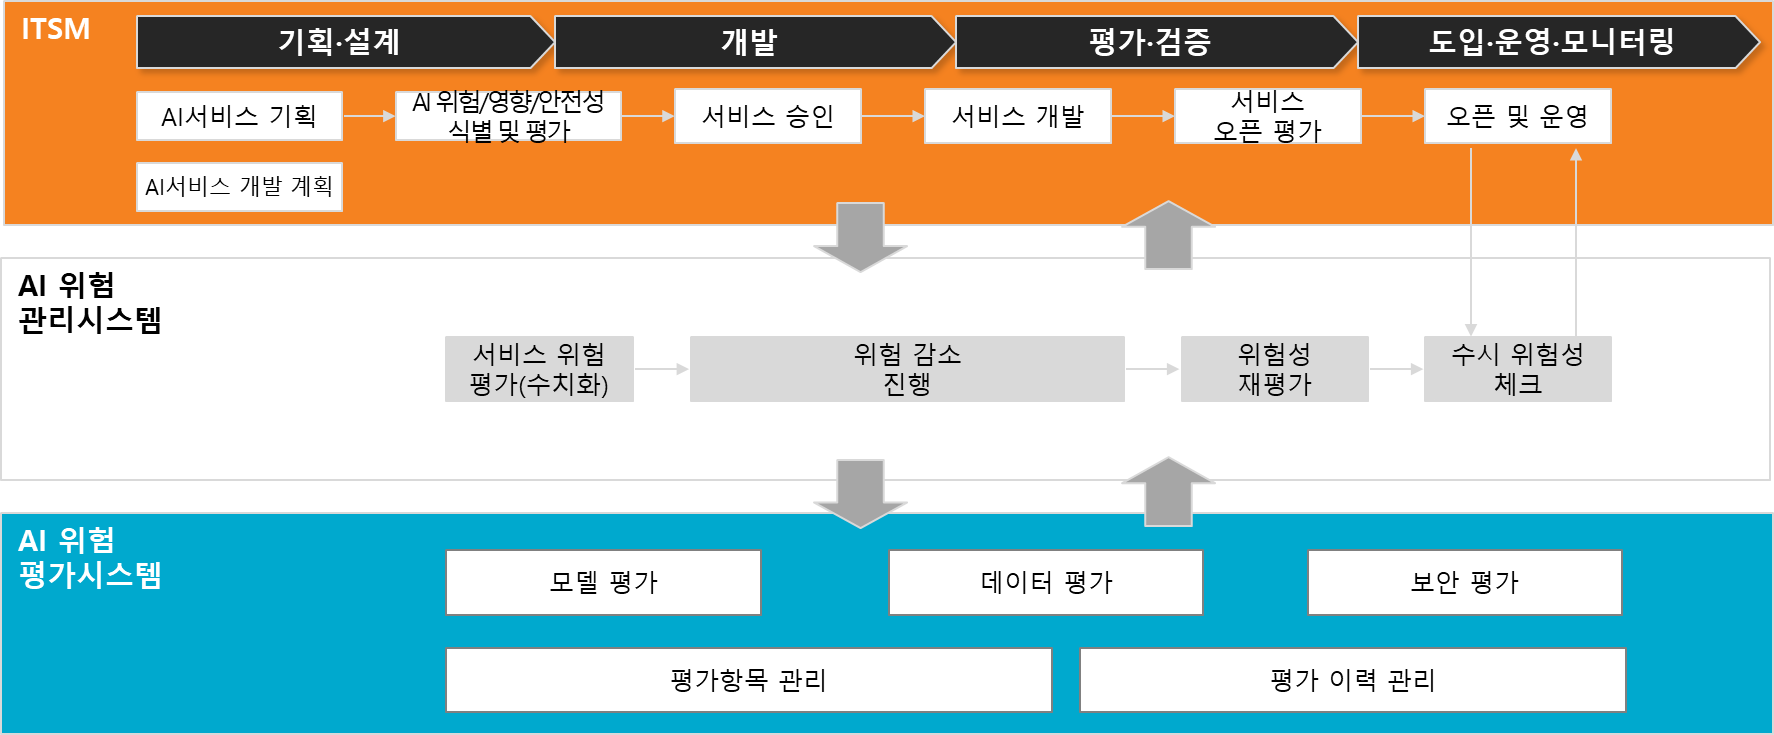 ITSM
기획·설계
개발
평가·검증
도입·운영·모니터링
AI서비스 기획
AI 위험/영향/안전성
식별 및 평가
서비스 승인
서비스 개발
서비스
오픈 평가
오픈 및 운영
AI서비스 개발 계획
AI 위험
관리시스템
서비스 위험
평가(수치화)
위험 감소
진행
위험성
재평가
수시 위험성
체크
AI 위험
평가시스템
모델 평가
데이터 평가
보안 평가
평가항목 관리
평가 이력 관리